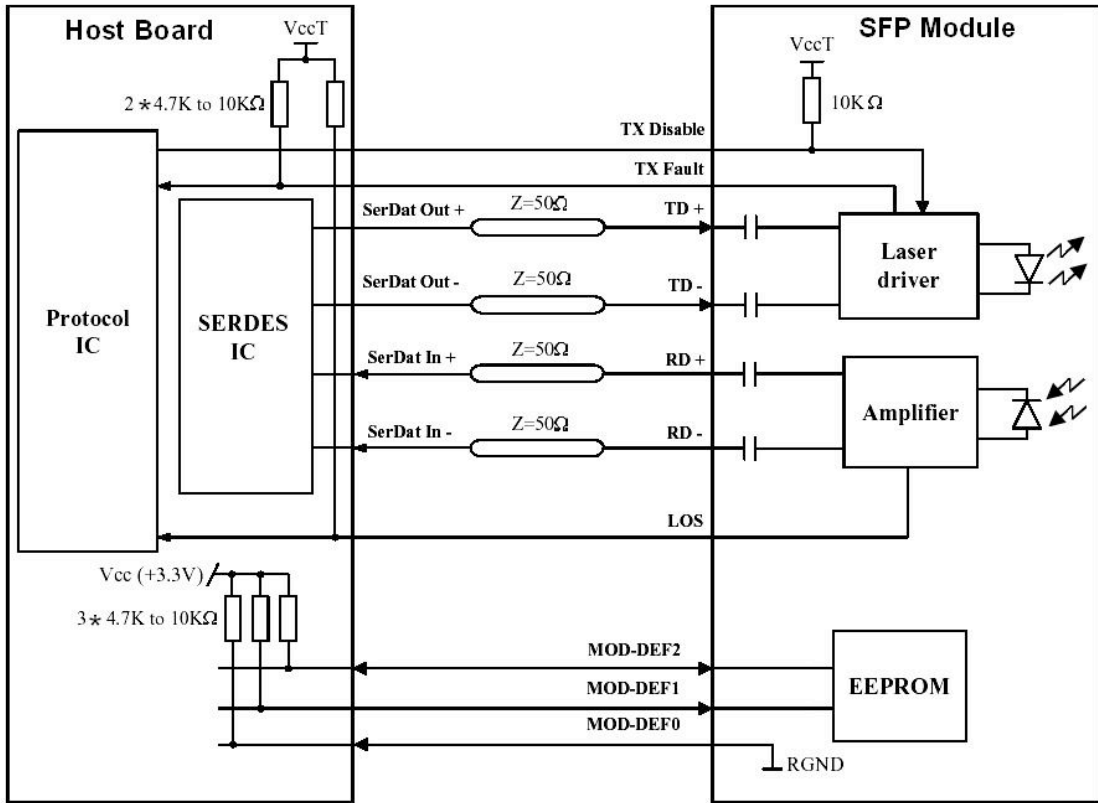 Host Board
SFP Module
VccT
VccT
2*4.7K to 10KΩ
10KΩ
TX Disable
TX Fault
SerDat Out +
Z=50Ω
TD +
SerDat Out -
Z=50Ω
TD -
Laser
driver
Protocol
IC
SERDES
IC
SerDat In +
Z=50Ω
RD +
SerDat In -
Z=50Ω
RD -
Amplifier
LOS
Vcc (+3.3V)
3*4.7K to 10KΩ
MOD-DEF2
MOD-DEF1
MOD-DEF0
EEPROM
RGND